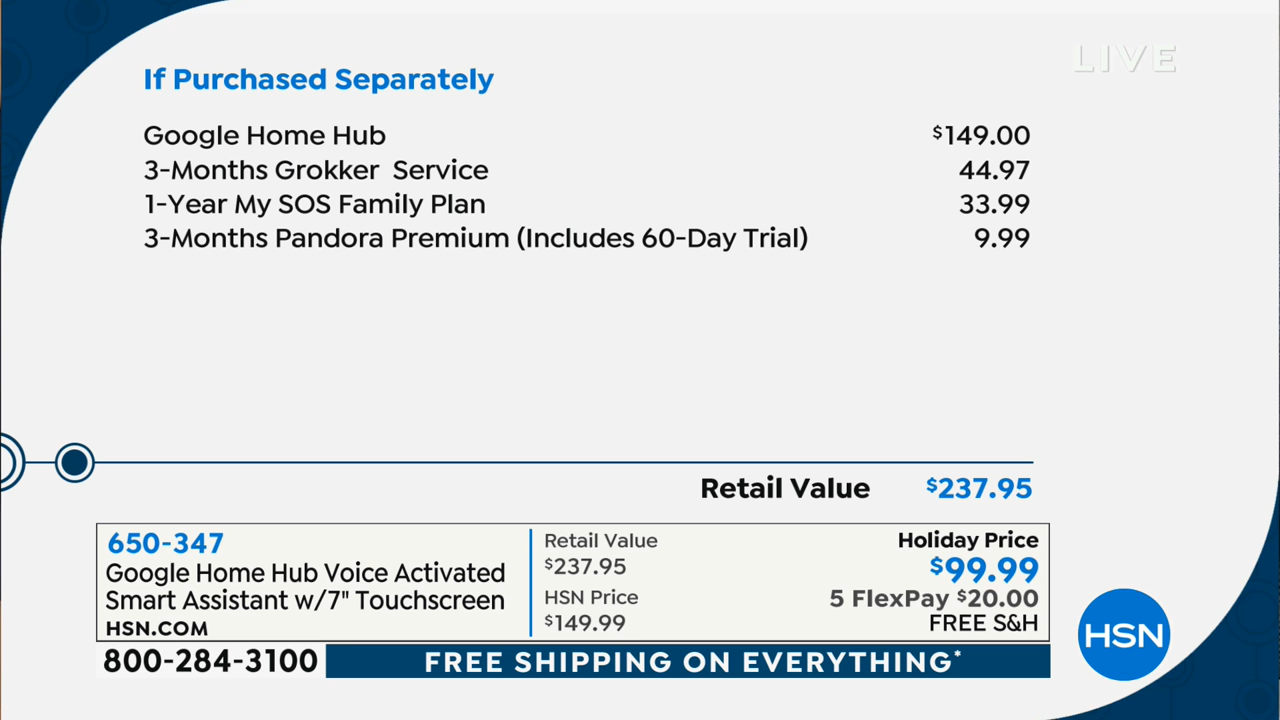 LIVE
If Purchased Separately
Google Home Hub $149.00
3-Months Grokker Service 44.97
1-Year My SOS Family Plan 33.99
3-Months Pandora Premium (Includes 60-Day Trial) 9.99
Retail Value $237.95
650-347
Google Home Hub Voice Activated
Smart Assistant w/7" Touchscreen
HSN.COM
Retail Value
$237.95
HSN Price
$149.99
Holiday Price
$99.99
5 FlexPay $20.00
FREE S&H
HSN
800-284-3100
FREE SHIPPING ON EVERYTHING*